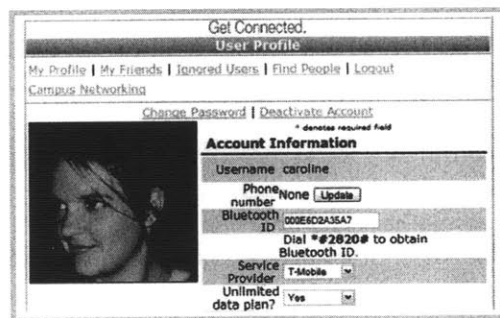 Get Connected.
User Profile
My Profile | My Friends | Ignored Users | Find People | Logout
Campus Networking
Change Password | Deactivate Account
* denotes required field
Account Information
Username caroline
Phone number None Update
Bluetooth ID 000E6D2A35A7
Dial *#2820# to obtain
Bluetooth ID.
Service Provider T-Mobile
Unlimited data plan? Yes